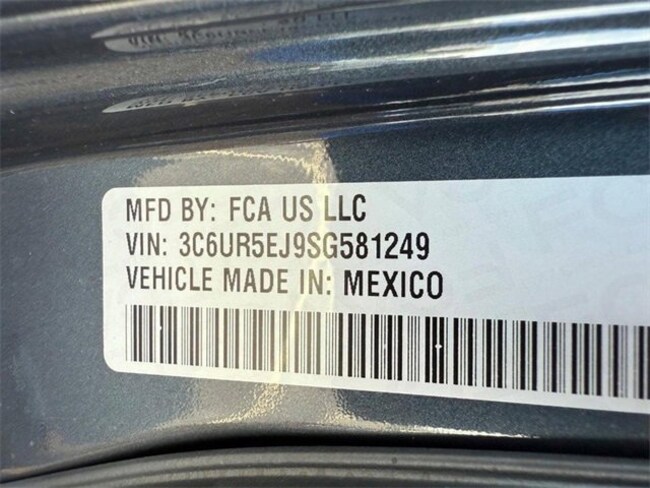 MFD BY: FCA US LLC
VIN: 3C6UR5EJ9SG581249
VEHICLE MADE IN: MEXICO